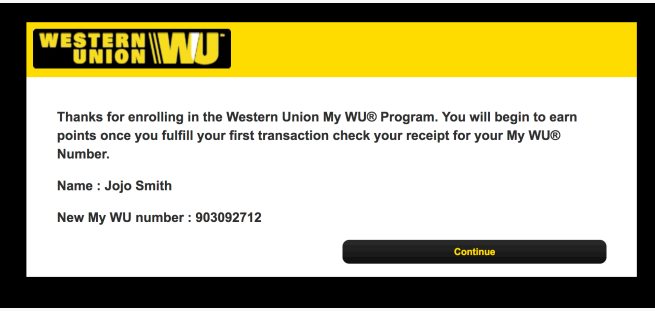 WESTERN WU
UNION
Thanks for enrolling in the Western Union My WU® Program. You will begin to earn
points once you fulfill your first transaction check your receipt for your My WU®
Number.
Name : Jojo Smith
New My WU number : 903092712
Continue